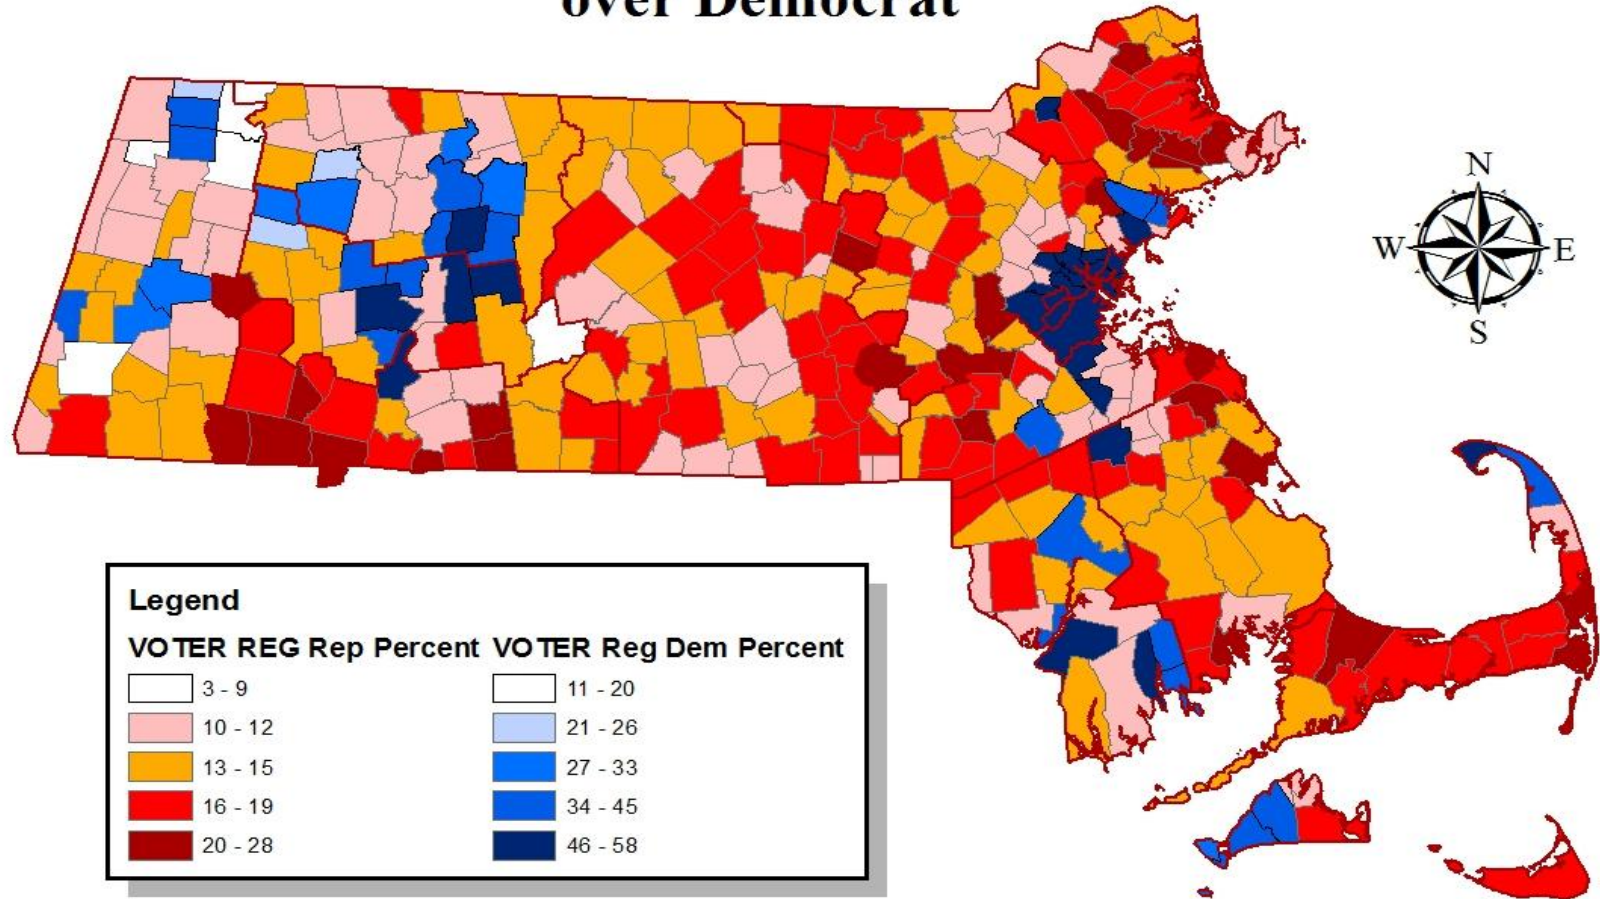 over Democrat
N
W E
S
Legend
VOTER REG Rep Percent VOTER Reg Dem Percent
3 - 9 11 - 20
10 - 12 21 - 26
13 - 15 27 - 33
16 - 19 34 - 45
20 - 28 46 - 58